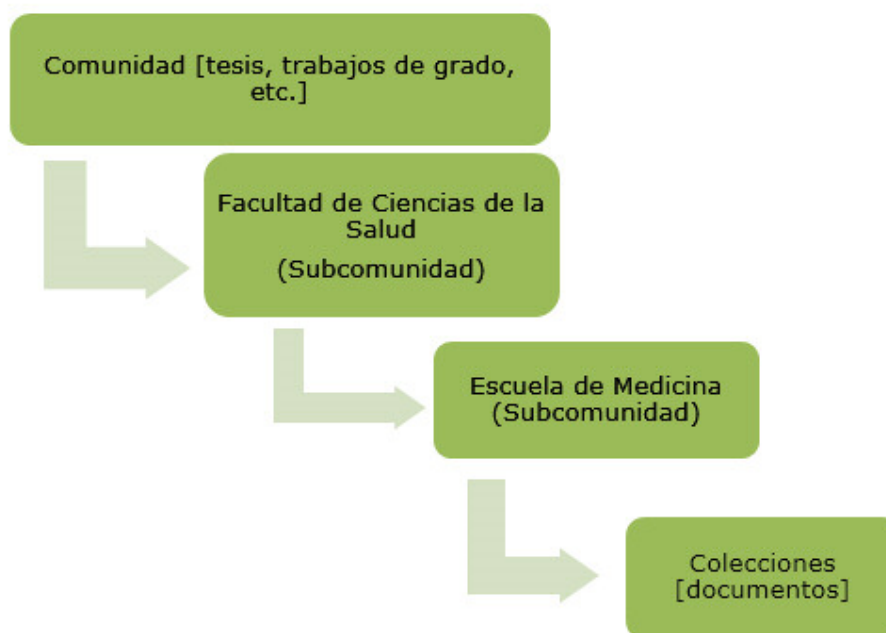 Comunidad [tesis, trabajos de grado,
etc.]
Facultad de Ciencias de la
Salud
(Subcomunidad)
Escuela de Medicina
(Subcomunidad)
Colecciones
[documentos]